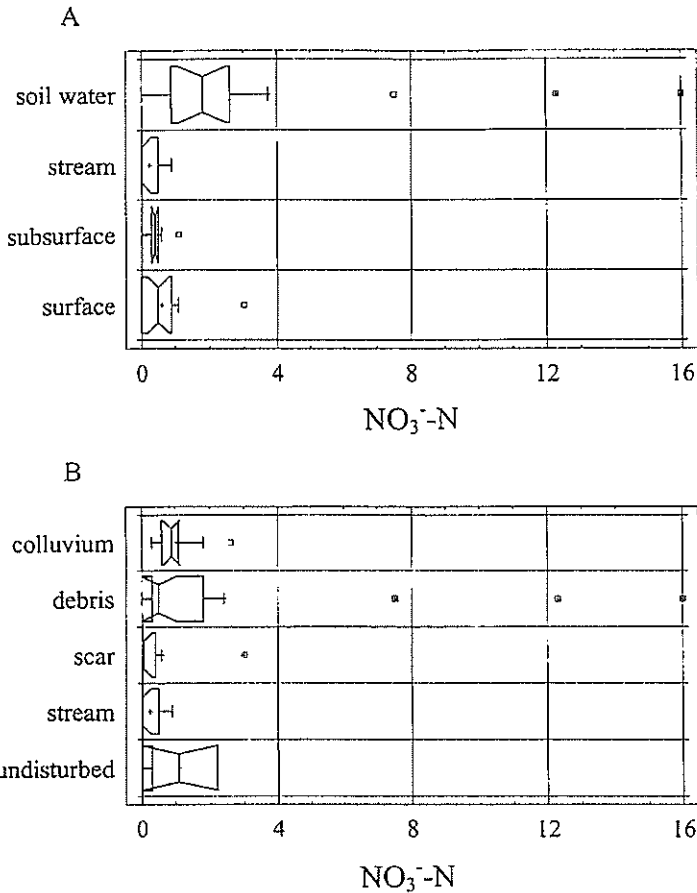 A
soil water
stream
subsurface
surface
0 4 8 12 16
NO₃⁻-N
B
colluvium
debris
scar
stream
undisturbed
0 4 8 12 16
NO₃⁻-N